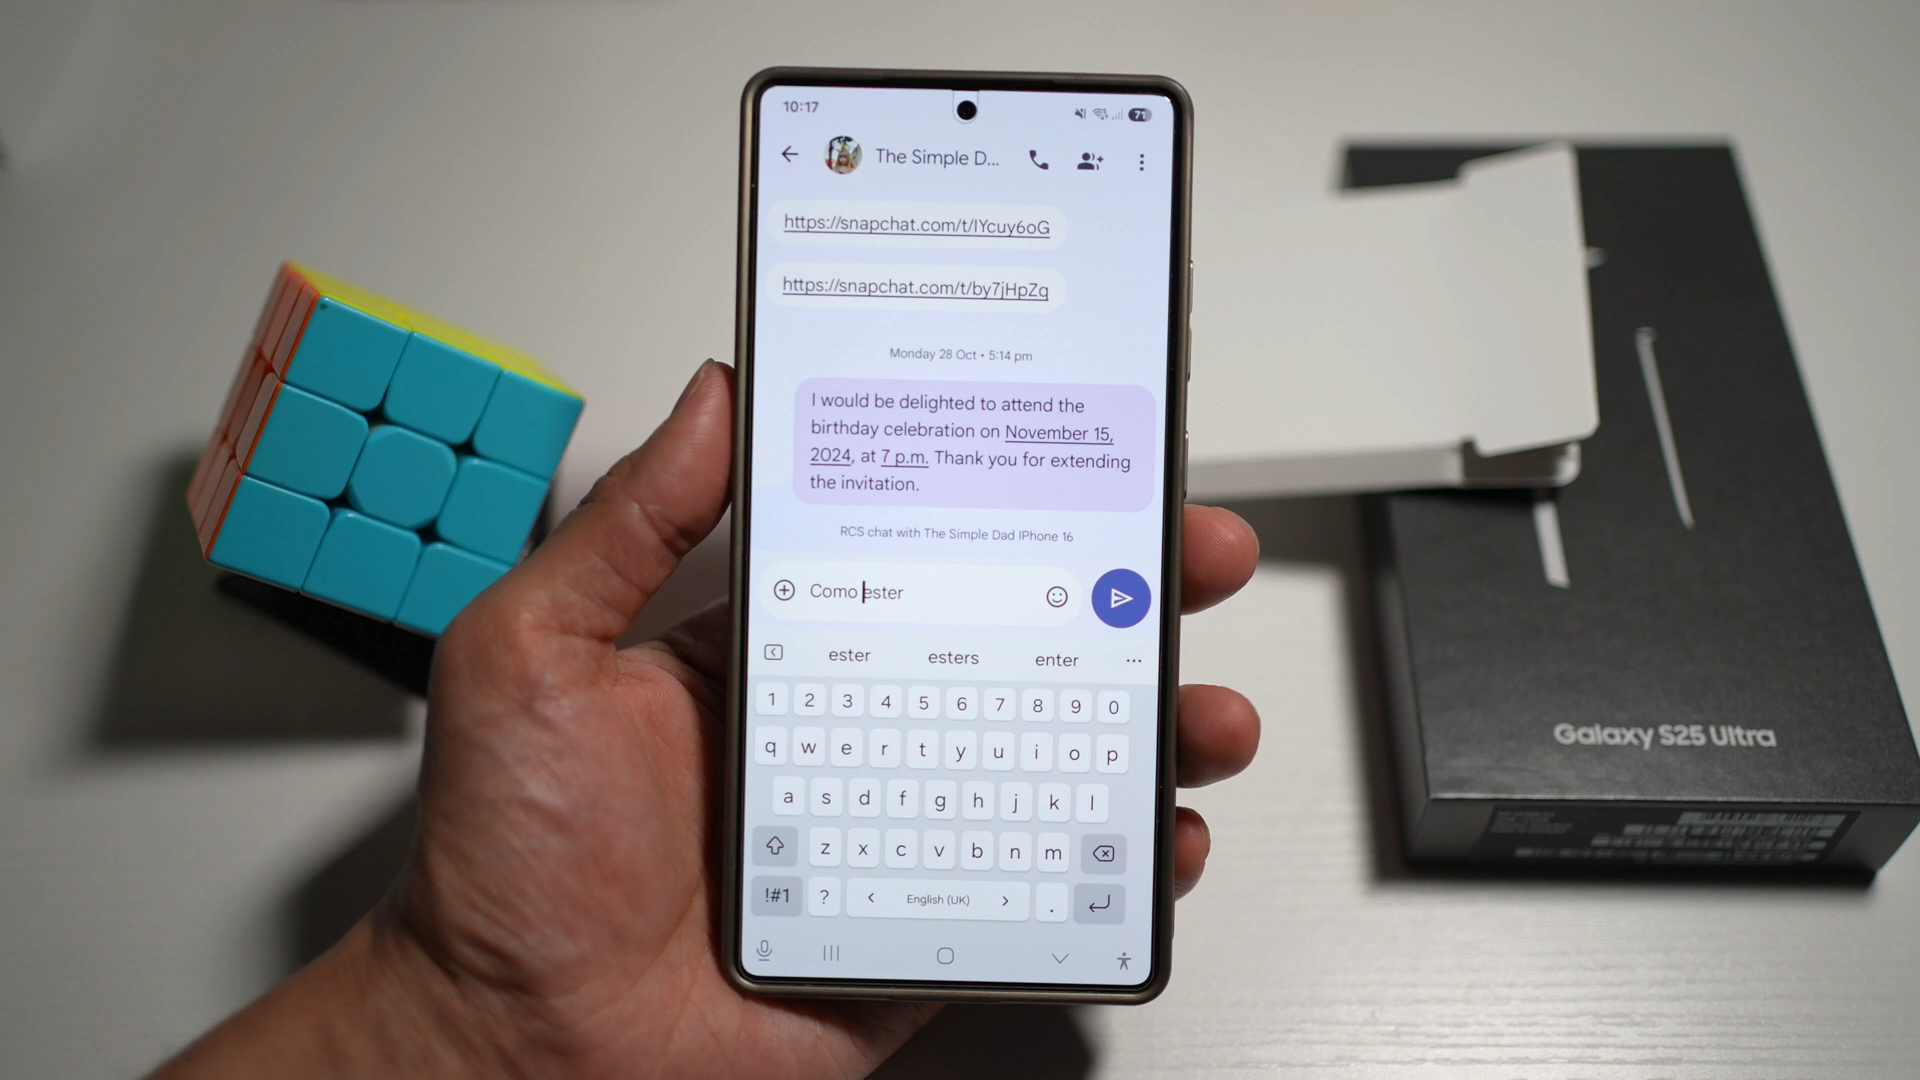 10:17
71
The Simple D...
https://snapchat.com/t/IYcuy6oG
https://snapchat.com/t/by7jHpZq
Monday 28 Oct • 5:14 pm
I would be delighted to attend the
birthday celebration on November 15,
2024, at 7 p.m. Thank you for extending
the invitation.
RCS chat with The Simple Dad IPhone 16
Como ester
ester esters enter ...
1 2 3 4 5 6 7 8 9 0
q w e r t y u i o p
a s d f g h j k l
z x c v b n m
!#1 ? < English (UK) > .
Galaxy S25 Ultra